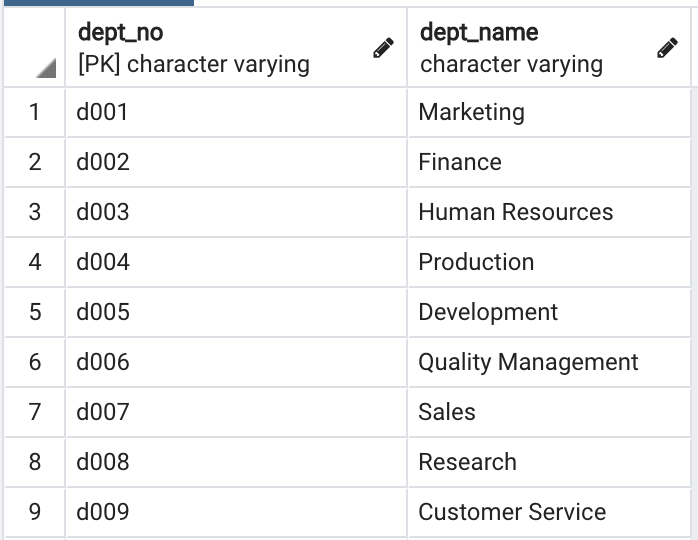 dept_no dept_name
[PK] character varying character varying
1 d001 Marketing
2 d002 Finance
3 d003 Human Resources
4 d004 Production
5 d005 Development
6 d006 Quality Management
7 d007 Sales
8 d008 Research
9 d009 Customer Service